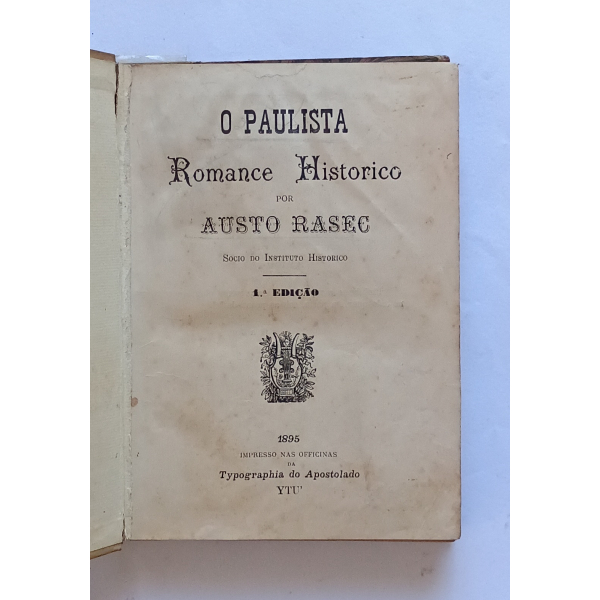 O PAULISTA
Romance Historico
POR
AUSTO RASEC
SOCIO DO INSTITUTO HISTORICO
1.ª EDIÇÃO
1895
IMPRESSO NAS OFFICINAS
DA
Typographia do Apostolado
YTU'